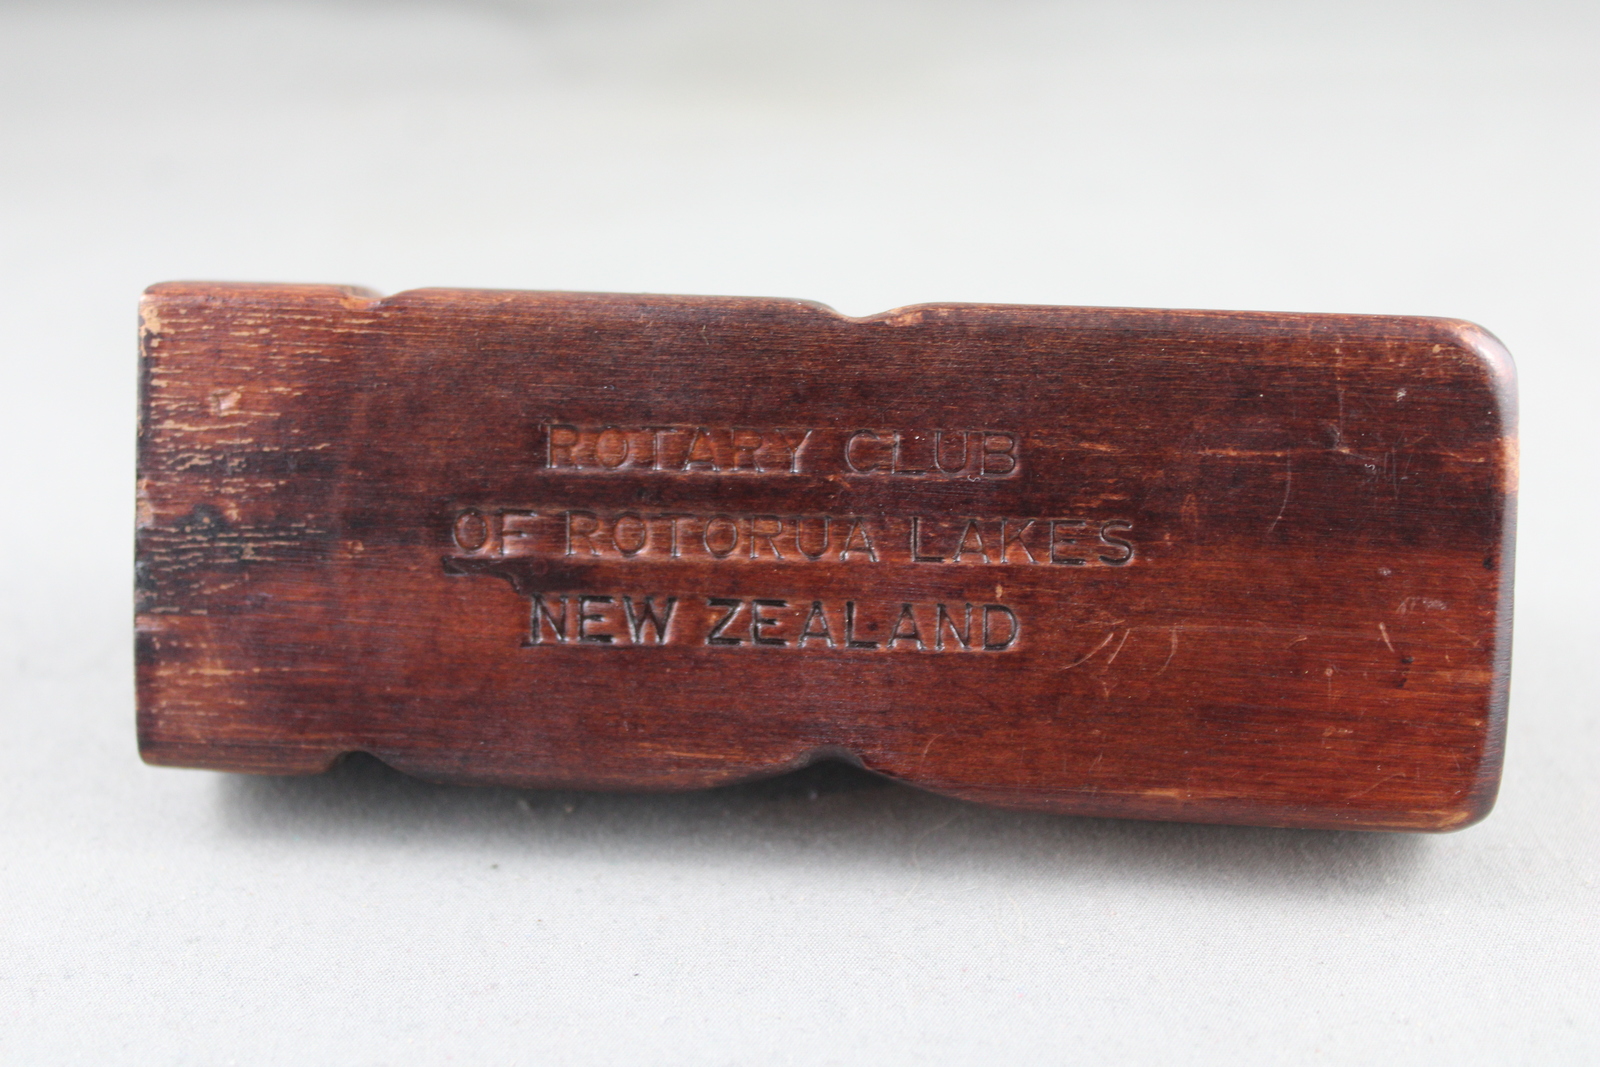 ROTARY CLUB
OF ROTORUA LAKES
NEW ZEALAND